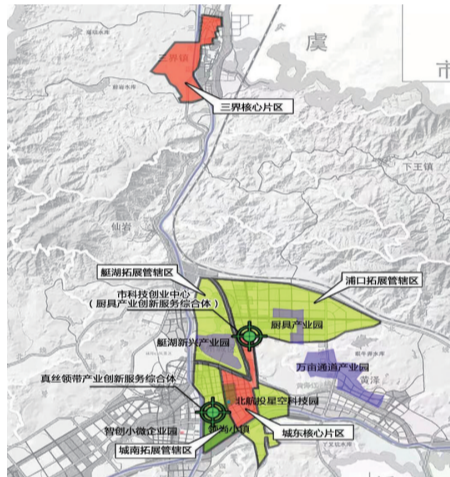 虞
市
三界镇
三界核心片区
下王镇
仙岩
艇湖拓展管辖区
浦口拓展管辖区
市科技创业中心
（厨具产业创新服务综合体）
厨具产业园
艇湖新兴产业园
万亩通道产业园
黄泽
真丝领带产业创新服务综合体
北航投星空科技园
智创小微企业园
城东核心片区
城南拓展管辖区